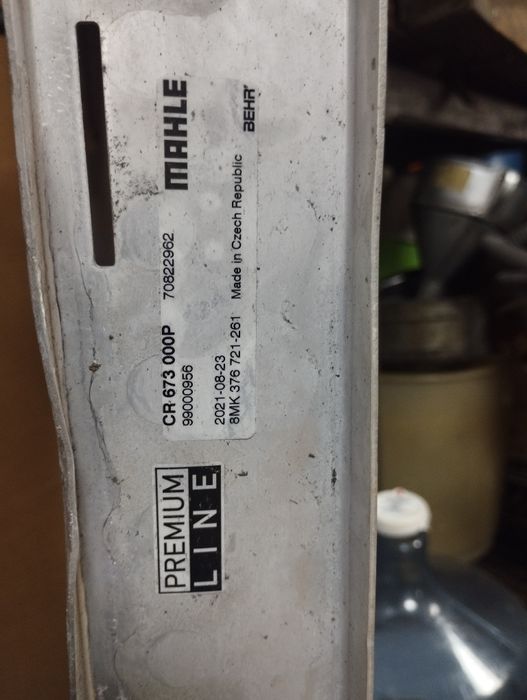 MAHLE
BEHR
CR 673 000P 70822962
99000956
2021-08-23
8MK 376 721-261 Made in Czech Republic
PREMIUM
LINE